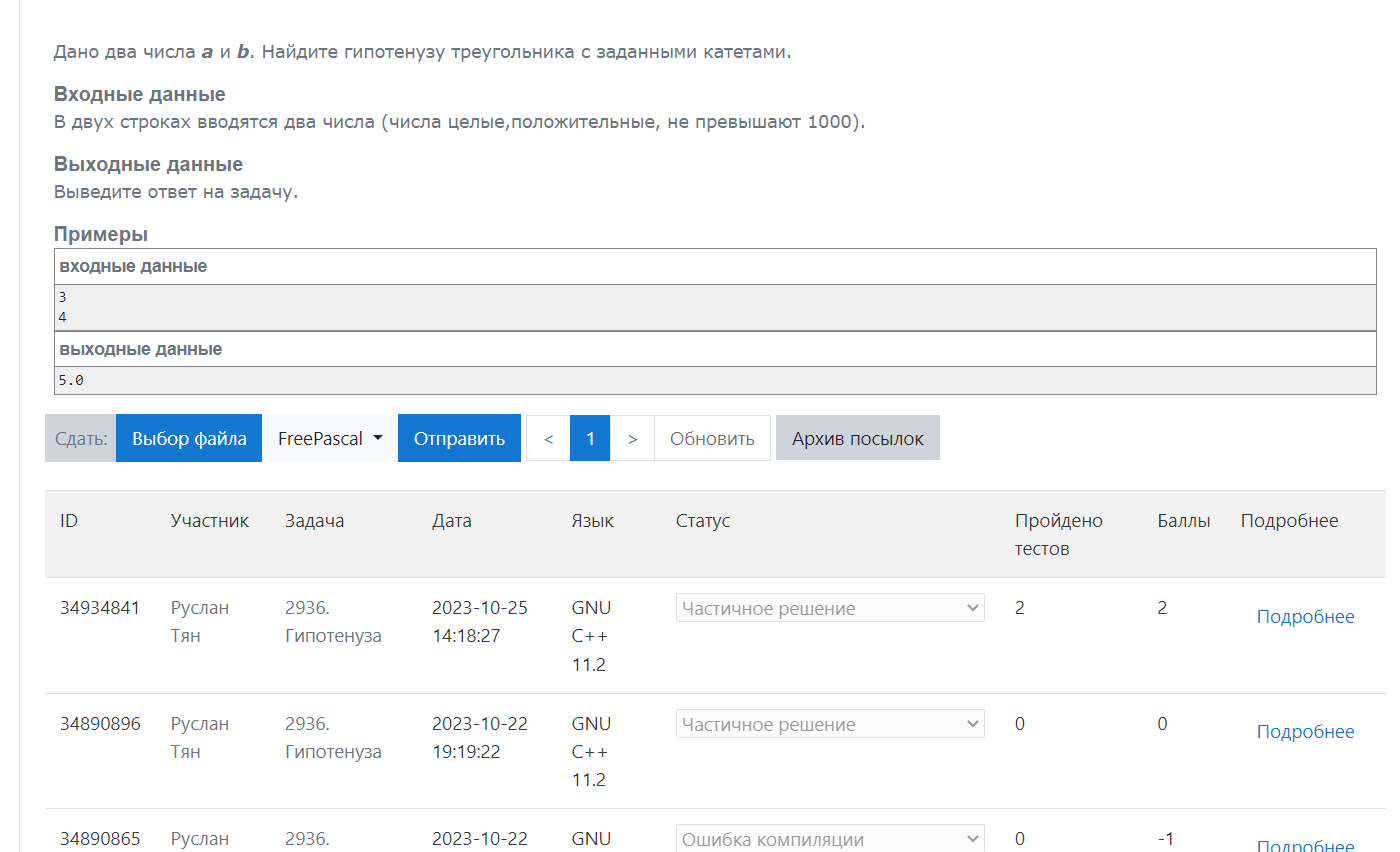 Дано два числа a и b. Найдите гипотенузу треугольника с заданными катетами.
Входные данные
В двух строках вводятся два числа (числа целые,положительные, не превышают 1000).
Выходные данные
Выведите ответ на задачу.
Примеры
входные данные
3
4
выходные данные
5.0
Сдать: Выбор файла FreePascal Отправить < 1 > Обновить Архив посылок
ID Участник Задача Дата Язык Статус Пройдено тестов Баллы Подробнее
34934841 Руслан Тян 2936. Гипотенуза 2023-10-25 14:18:27 GNU C++ 11.2 Частичное решение 2 2 Подробнее
34890896 Руслан Тян 2936. Гипотенуза 2023-10-22 19:19:22 GNU C++ 11.2 Частичное решение 0 0 Подробнее
34890865 Руслан 2936. 2023-10-22 GNU Ошибка компиляции 0 -1 Подробнее